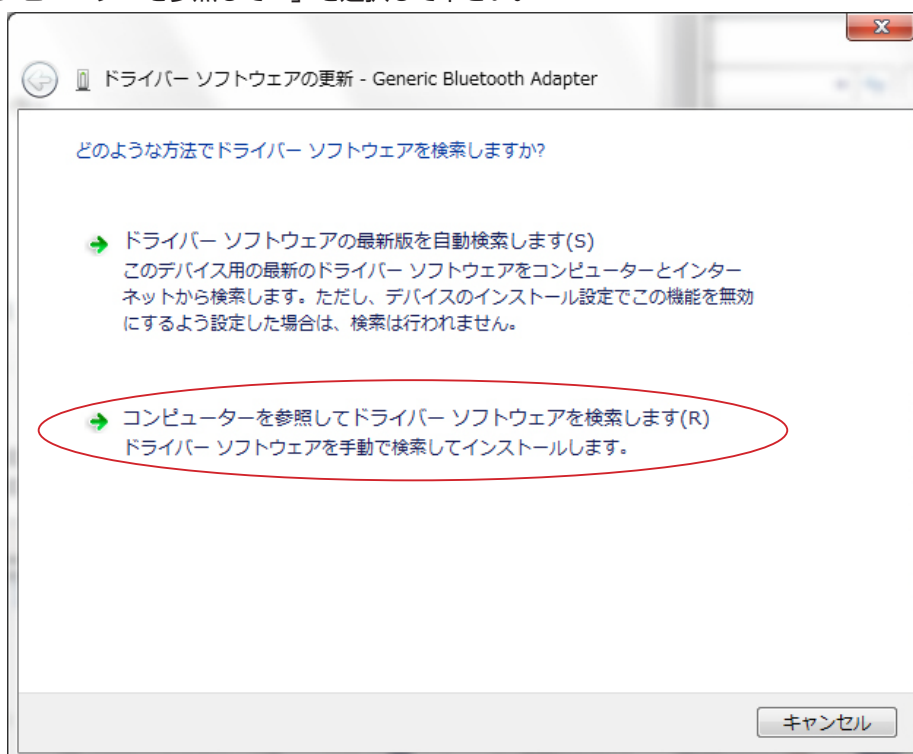 ドライバー ソフトウェアの更新 - Generic Bluetooth Adapter
どのような方法でドライバー ソフトウェアを検索しますか?
ドライバー ソフトウェアの最新版を自動検索します(S)
このデバイス用の最新のドライバー ソフトウェアをコンピューターとインター
ネットから検索します。ただし、デバイスのインストール設定でこの機能を無効
にするよう設定した場合は、検索は行われません。
コンピューターを参照してドライバー ソフトウェアを検索します(R)
ドライバー ソフトウェアを手動で検索してインストールします。
キャンセル